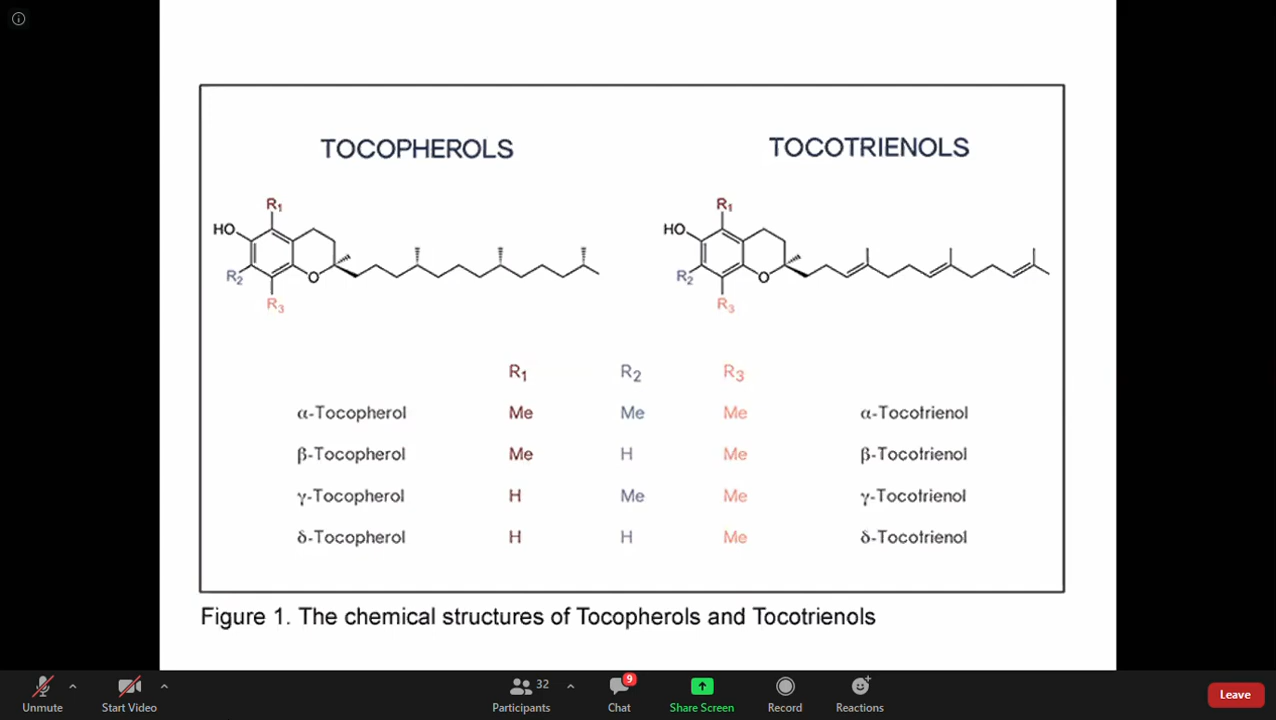 TOCOPHEROLS
TOCOTRIENOLS
R1
HO
R2
O
R3
R1
HO
R2
O
R3
R1 R2 R3
α-Tocopherol Me Me Me α-Tocotrienol
β-Tocopherol Me H Me β-Tocotrienol
γ-Tocopherol H Me Me γ-Tocotrienol
δ-Tocopherol H H Me δ-Tocotrienol
Figure 1. The chemical structures of Tocopherols and Tocotrienols
32
9
Unmute
Start Video
Participants
Chat
Share Screen
Record
Reactions
Leave